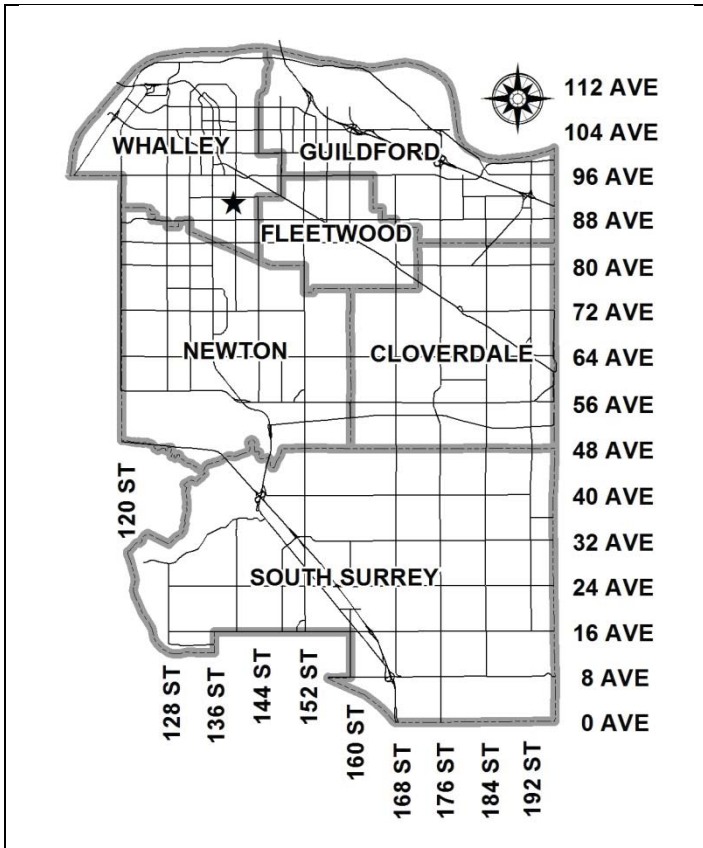 112 AVE
104 AVE
WHALLEY
GUILDFORD
96 AVE
88 AVE
FLEETWOOD
80 AVE
72 AVE
NEWTON
CLOVERDALE
64 AVE
56 AVE
48 AVE
120 ST
40 AVE
32 AVE
SOUTH SURREY
24 AVE
16 AVE
128 ST
136 ST
144 ST
152 ST
160 ST
8 AVE
0 AVE
168 ST
176 ST
184 ST
192 ST